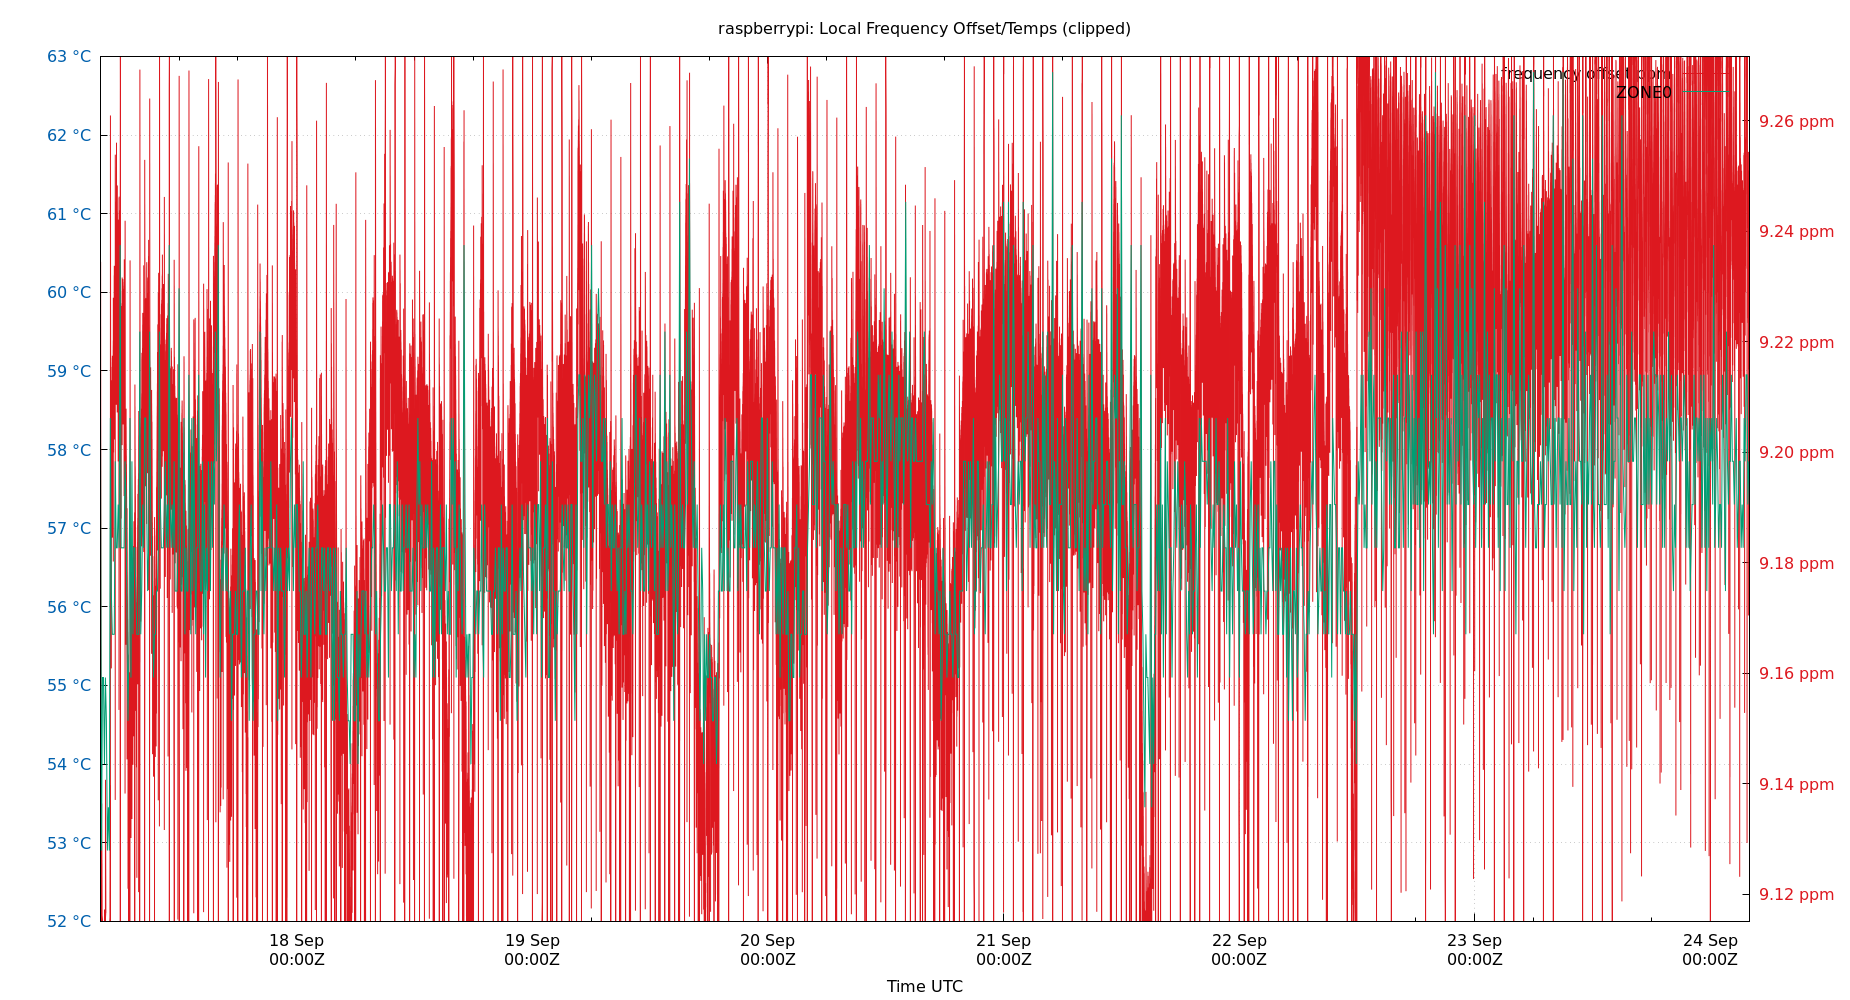 raspberrypi: Local Frequency Offset/Temps (clipped)
63 °C
62 °C
61 °C
60 °C
59 °C
58 °C
57 °C
56 °C
55 °C
54 °C
53 °C
52 °C
frequency offset ppm
ZONE0
9.26 ppm
9.24 ppm
9.22 ppm
9.20 ppm
9.18 ppm
9.16 ppm
9.14 ppm
9.12 ppm
18 Sep
00:00Z
19 Sep
00:00Z
20 Sep
00:00Z
21 Sep
00:00Z
22 Sep
00:00Z
23 Sep
00:00Z
24 Sep
00:00Z
Time UTC